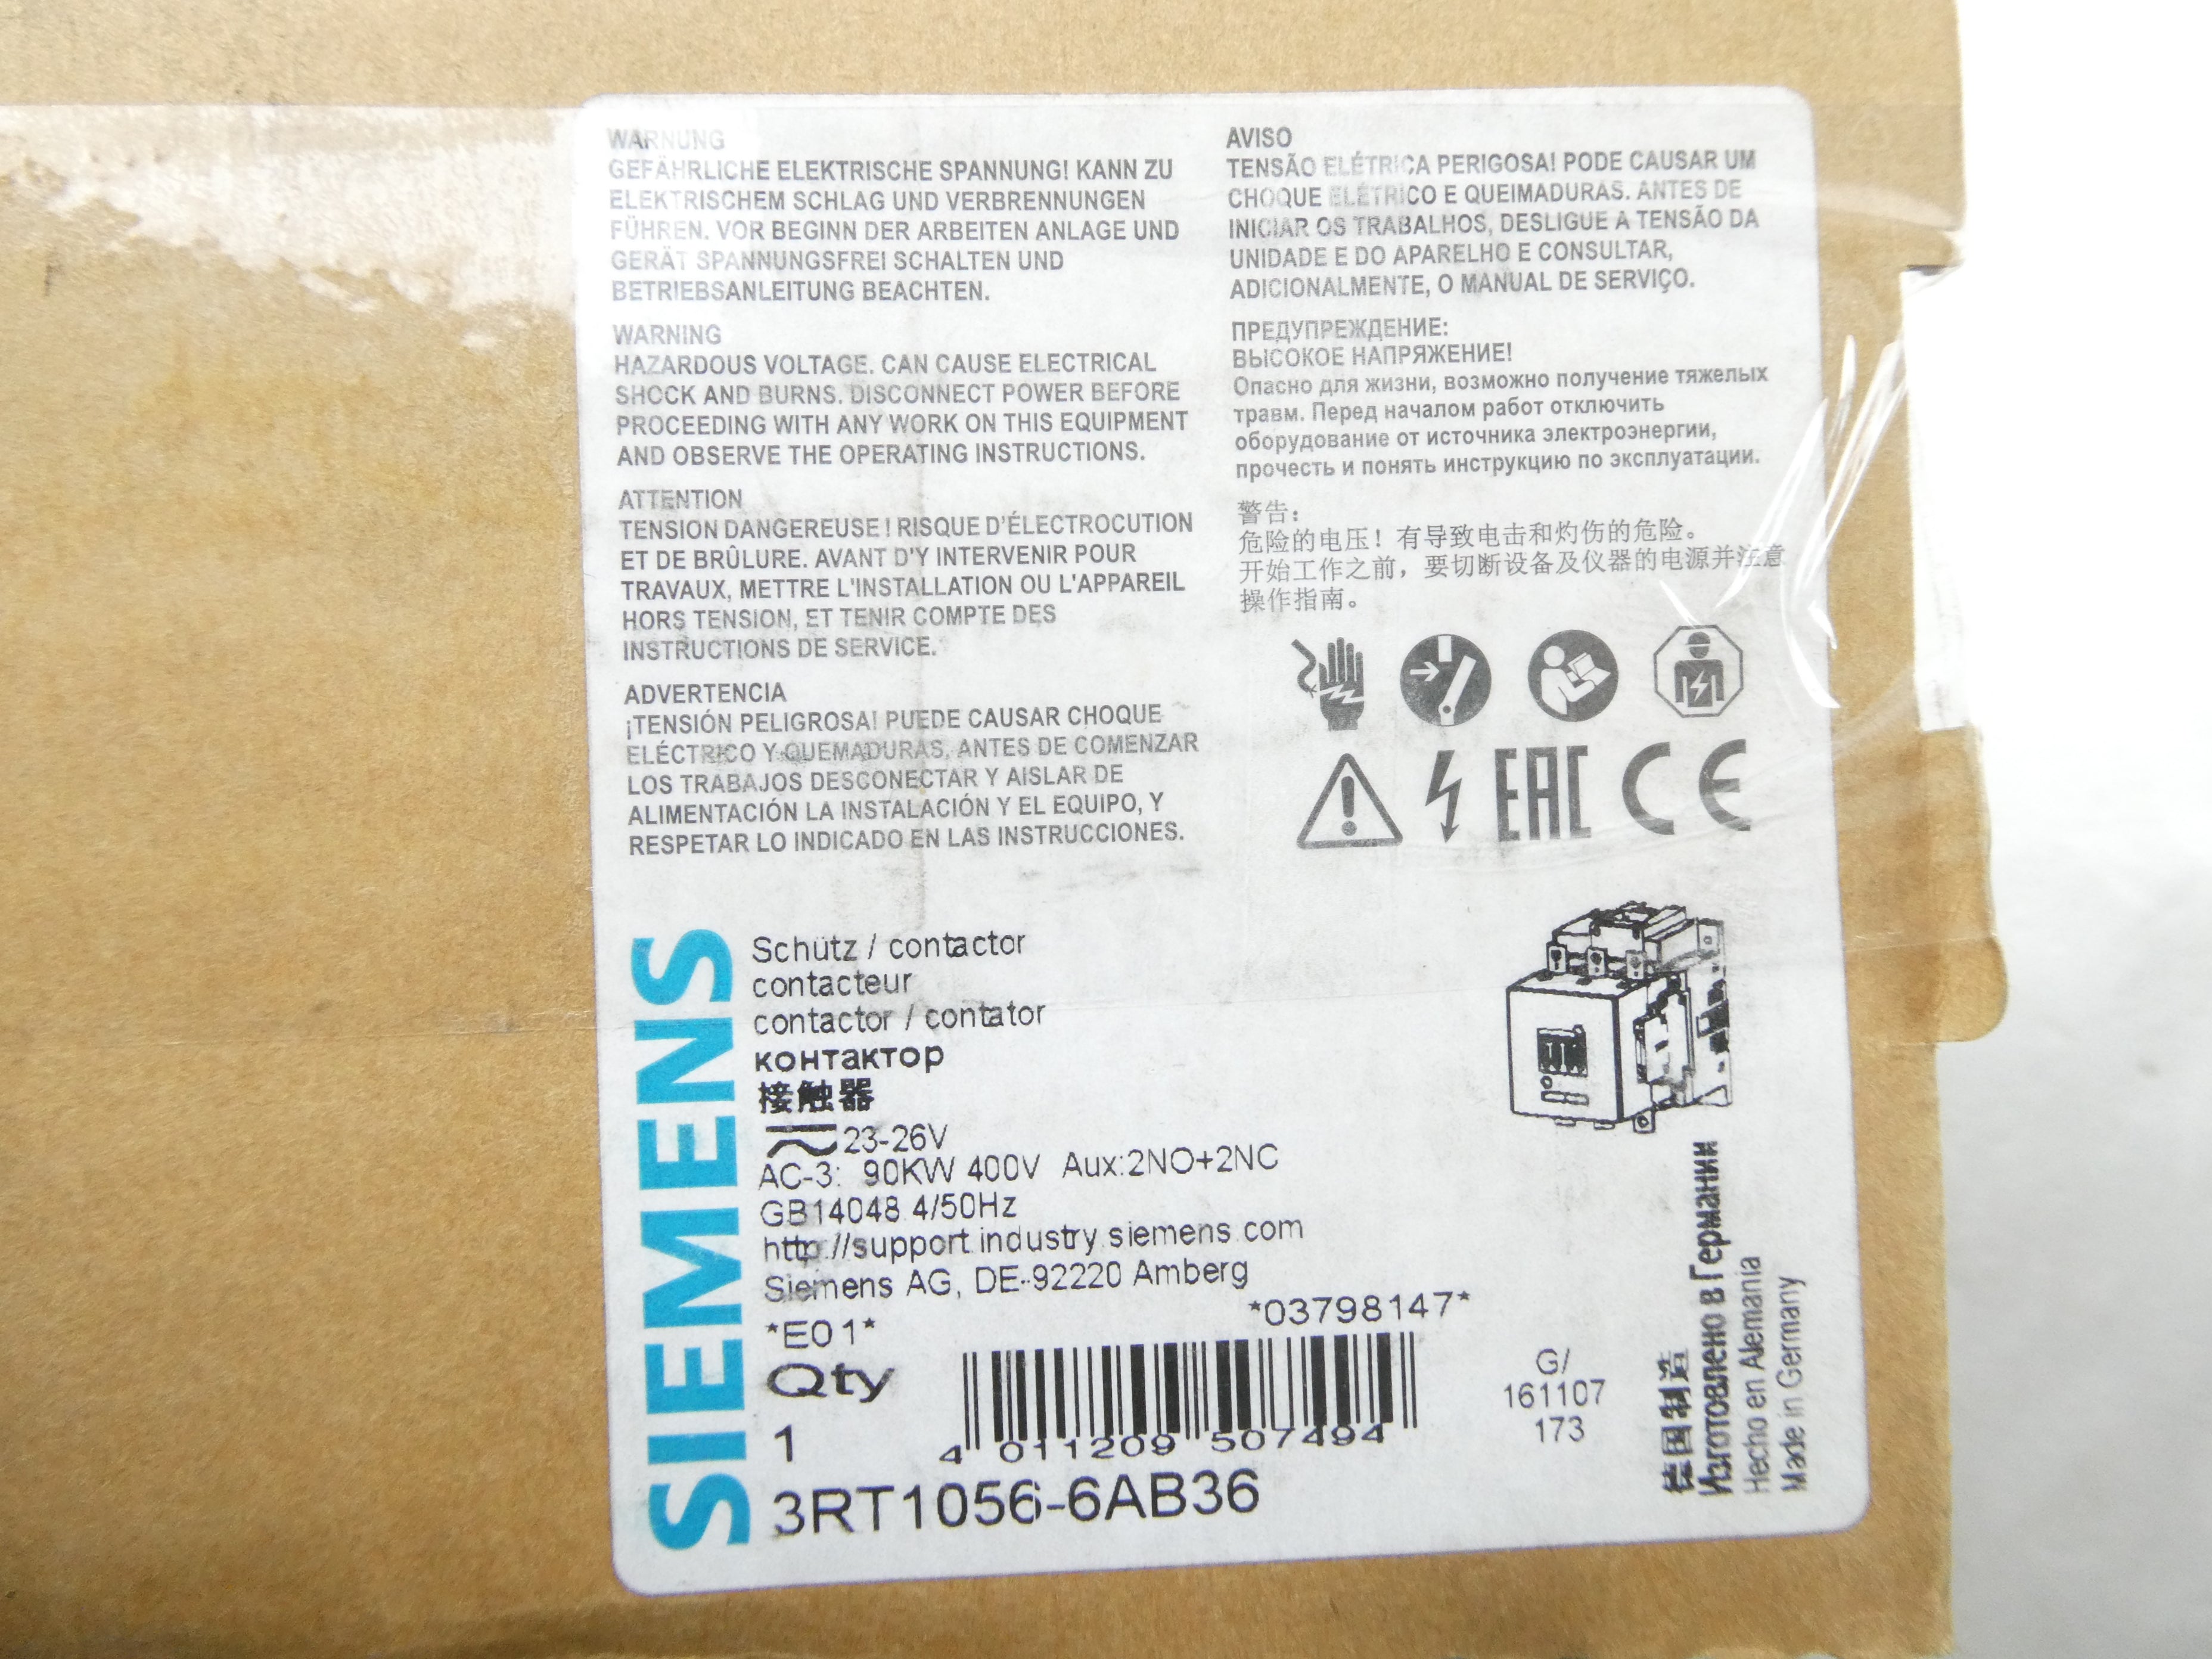 WARNUNG
GEFÄHRLICHE ELEKTRISCHE SPANNUNG! KANN ZU
ELEKTRISCHEM SCHLAG UND VERBRENNUNGEN
FÜHREN. VOR BEGINN DER ARBEITEN ANLAGE UND
GERÄT SPANNUNGSFREI SCHALTEN UND
BETRIEBSANLEITUNG BEACHTEN.
WARNING
HAZARDOUS VOLTAGE. CAN CAUSE ELECTRICAL
SHOCK AND BURNS. DISCONNECT POWER BEFORE
PROCEEDING WITH ANY WORK ON THIS EQUIPMENT
AND OBSERVE THE OPERATING INSTRUCTIONS.
ATTENTION
TENSION DANGEREUSE ! RISQUE D'ÉLECTROCUTION
ET DE BRÛLURE. AVANT D'Y INTERVENIR POUR
TRAVAUX, METTRE L'INSTALLATION OU L'APPAREIL
HORS TENSION, ET TENIR COMPTE DES
INSTRUCTIONS DE SERVICE.
ADVERTENCIA
¡TENSIÓN PELIGROSA! PUEDE CAUSAR CHOQUE
ELÉCTRICO Y QUEMADURAS. ANTES DE COMENZAR
LOS TRABAJOS DESCONECTAR Y AISLAR DE
ALIMENTACIÓN LA INSTALACIÓN Y EL EQUIPO, Y
RESPETAR LO INDICADO EN LAS INSTRUCCIONES.
AVISO
TENSÃO ELÉTRICA PERIGOSA! PODE CAUSAR UM
CHOQUE ELÉTRICO E QUEIMADURAS. ANTES DE
INICIAR OS TRABALHOS, DESLIGUE A TENSÃO DA
UNIDADE E DO APARELHO E CONSULTAR,
ADICIONALMENTE, O MANUAL DE SERVIÇO.
ПРЕДУПРЕЖДЕНИЕ:
ВЫСОКОЕ НАПРЯЖЕНИЕ!
Опасно для жизни, возможно получение тяжелых
травм. Перед началом работ отключить
оборудование от источника электроэнергии,
прочесть и понять инструкцию по эксплуатации.
警告：
危险的电压！有导致电击和灼伤的危险。
开始工作之前，要切断设备及仪器的电源并注意
操作指南。
EAC CE
SIEMENS
Schütz / contactor
contacteur
contactor / contator
контактор
接触器
23-26V
AC-3: 90KW 400V Aux:2NO+2NC
GB14048.4/50Hz
http://support.industry.siemens.com
Siemens AG, DE-92220 Amberg
*E01* *03798147*
Qty
1
4 011209 507494
3RT1056-6AB36
G/
161107
173
德国制造
Изготовлено в Германии
Hecho en Alemania
Made in Germany